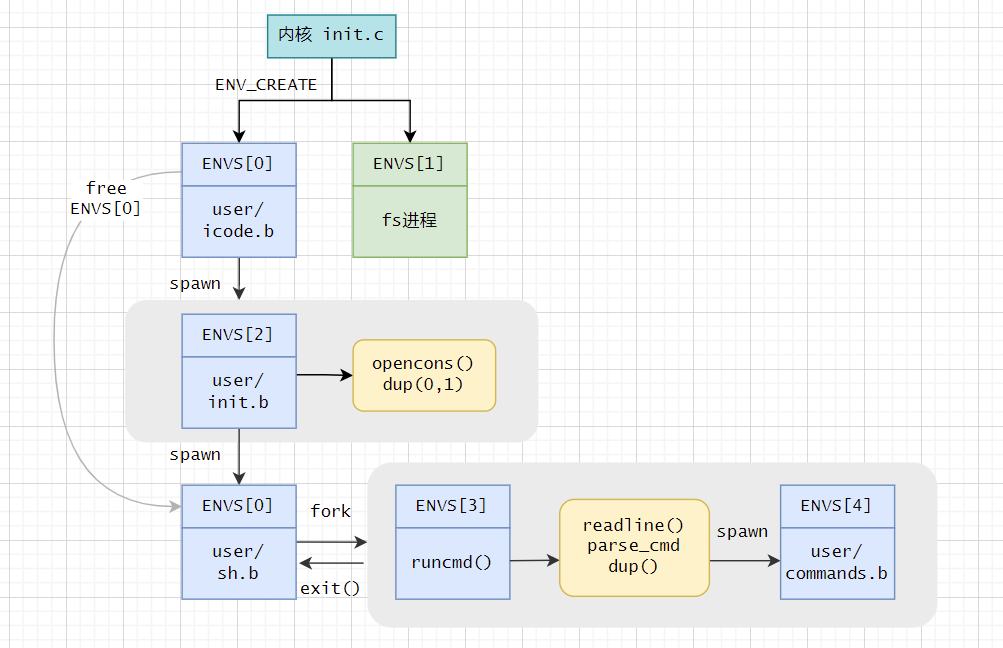 内核 init.c
ENV_CREATE
ENVS[0]
user/
icode.b
ENVS[1]
fs进程
free
ENVS[0]
spawn
ENVS[2]
user/
init.b
opencons()
dup(0,1)
spawn
ENVS[0]
user/
sh.b
fork
exit()
ENVS[3]
runcmd()
readline()
parse_cmd
dup()
spawn
ENVS[4]
user/
commands.b